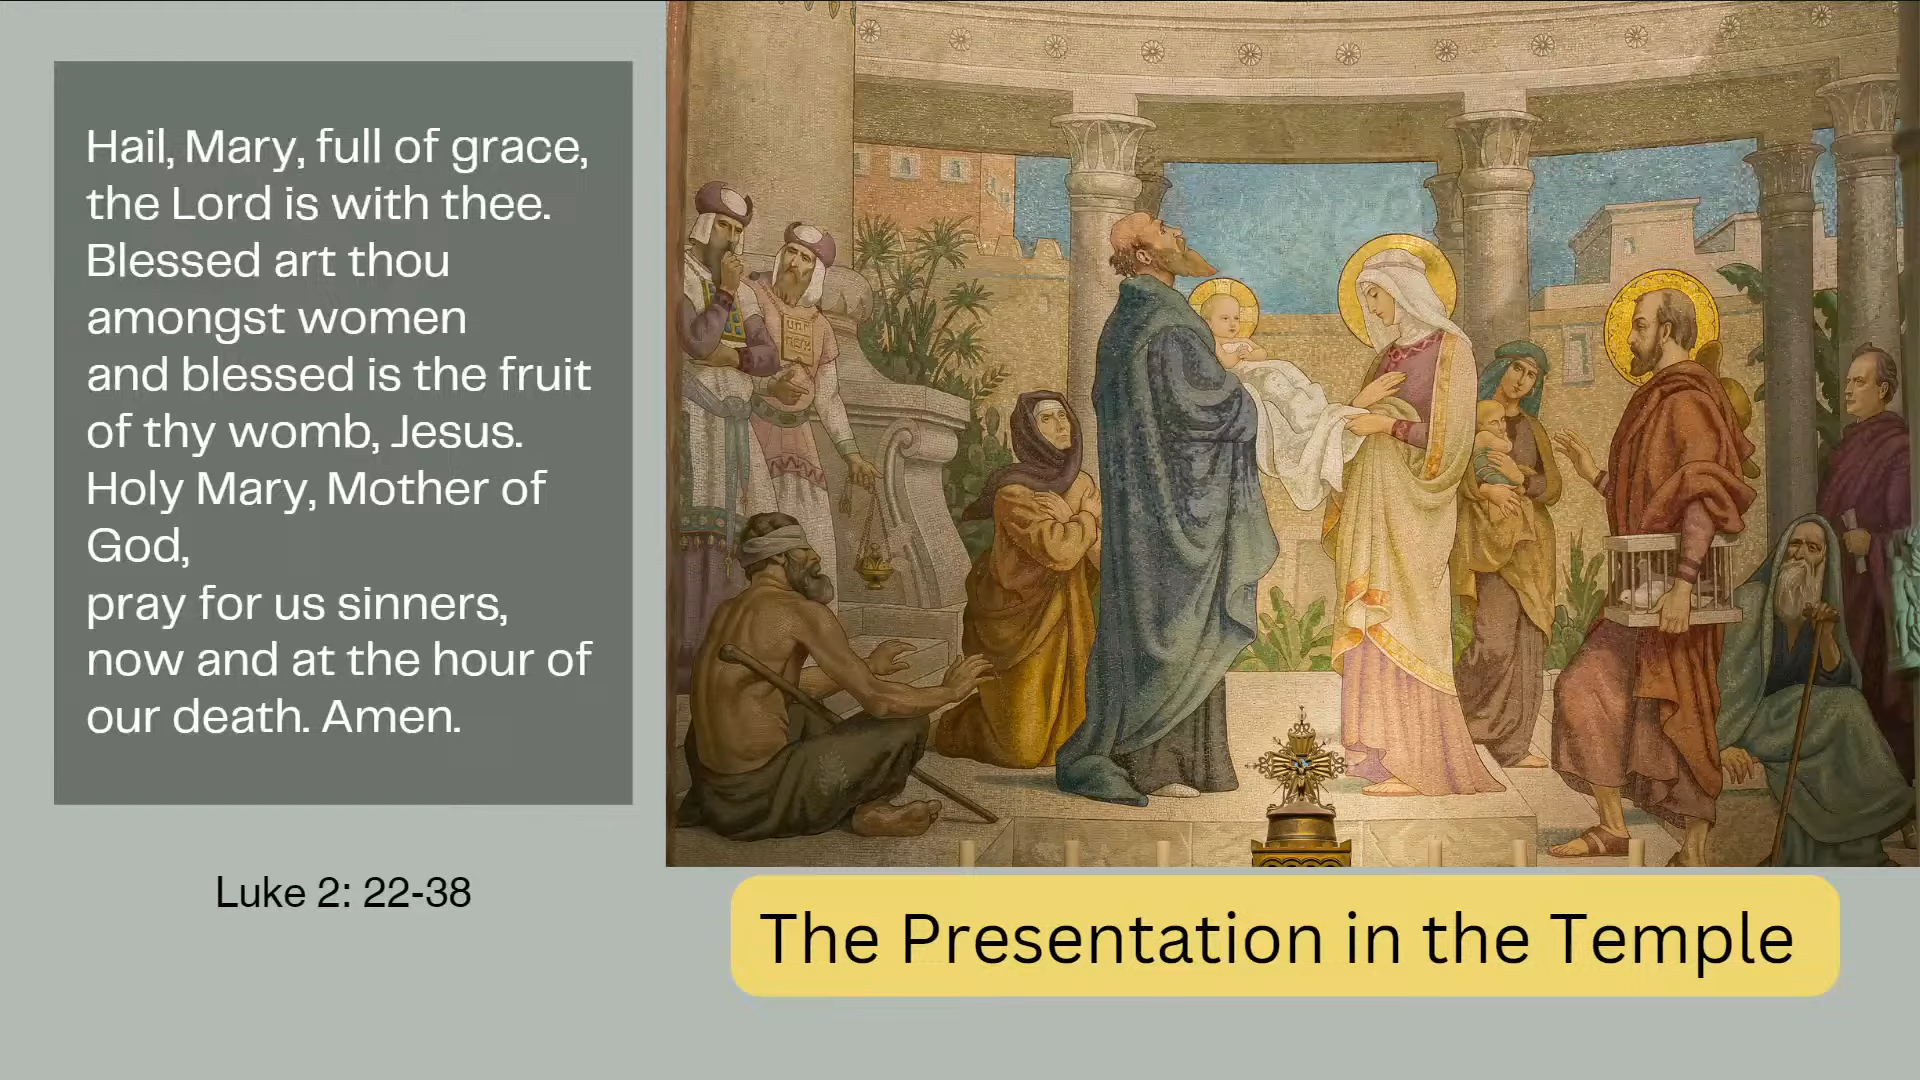 Hail, Mary, full of grace,
the Lord is with thee.
Blessed art thou
amongst women
and blessed is the fruit
of thy womb, Jesus.
Holy Mary, Mother of
God,
pray for us sinners,
now and at the hour of
our death. Amen.
Luke 2: 22-38
The Presentation in the Temple